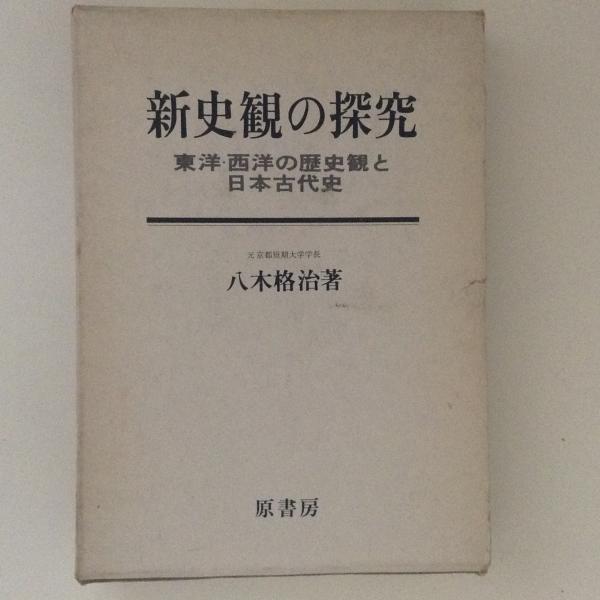 新史観の探究
東洋・西洋の歴史観と
日本古代史
元京都短期大学学長
八木格治著
原書房